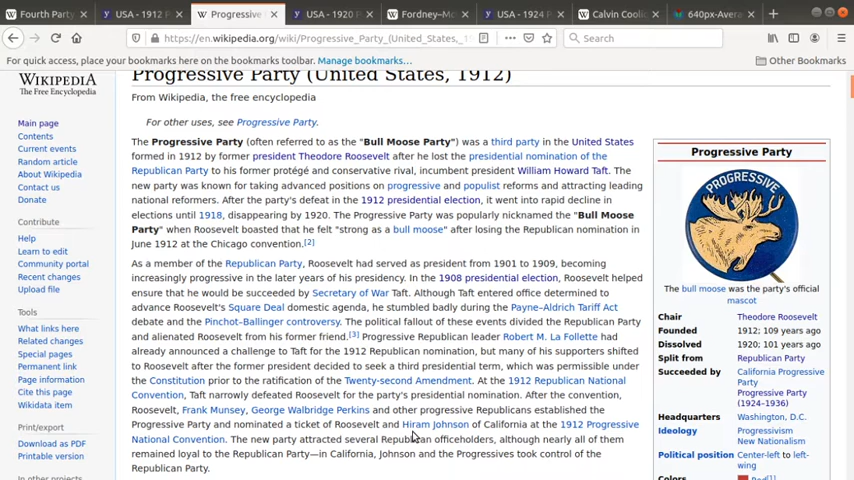 Fourth Party
USA - 1912 P
Progressive P
USA - 1920 P
Fordney–Mc
USA - 1924 P
Calvin Coolid
640px-Avera
https://en.wikipedia.org/wiki/Progressive_Party_(United_States,_1
Search
For quick access, place your bookmarks here on the bookmarks toolbar. Manage bookmarks…
Other Bookmarks
WIKIPEDIA
The Free Encyclopedia
Main page
Contents
Current events
Random article
About Wikipedia
Contact us
Donate
Contribute
Help
Learn to edit
Community portal
Recent changes
Upload file
Tools
What links here
Related changes
Special pages
Permanent link
Page information
Cite this page
Wikidata item
Print/export
Download as PDF
Printable version
In other projects
Progressive Party (United States, 1912)
From Wikipedia, the free encyclopedia
For other uses, see Progressive Party.
The Progressive Party (often referred to as the "Bull Moose Party") was a third party in the United States
formed in 1912 by former president Theodore Roosevelt after he lost the presidential nomination of the
Republican Party to his former protégé and conservative rival, incumbent president William Howard Taft. The
new party was known for taking advanced positions on progressive and populist reforms and attracting leading
national reformers. After the party's defeat in the 1912 presidential election, it went into rapid decline in
elections until 1918, disappearing by 1920. The Progressive Party was popularly nicknamed the "Bull Moose
Party" when Roosevelt boasted that he felt "strong as a bull moose" after losing the Republican nomination in
June 1912 at the Chicago convention.[2]
As a member of the Republican Party, Roosevelt had served as president from 1901 to 1909, becoming
increasingly progressive in the later years of his presidency. In the 1908 presidential election, Roosevelt helped
ensure that he would be succeeded by Secretary of War Taft. Although Taft entered office determined to
advance Roosevelt's Square Deal domestic agenda, he stumbled badly during the Payne–Aldrich Tariff Act
debate and the Pinchot–Ballinger controversy. The political fallout of these events divided the Republican Party
and alienated Roosevelt from his former friend.[3] Progressive Republican leader Robert M. La Follette had
already announced a challenge to Taft for the 1912 Republican nomination, but many of his supporters shifted
to Roosevelt after the former president decided to seek a third presidential term, which was permissible under
the Constitution prior to the ratification of the Twenty-second Amendment. At the 1912 Republican National
Convention, Taft narrowly defeated Roosevelt for the party's presidential nomination. After the convention,
Roosevelt, Frank Munsey, George Walbridge Perkins and other progressive Republicans established the
Progressive Party and nominated a ticket of Roosevelt and Hiram Johnson of California at the 1912 Progressive
National Convention. The new party attracted several Republican officeholders, although nearly all of them
remained loyal to the Republican Party—in California, Johnson and the Progressives took control of the
Republican Party.
Progressive Party
PROGRESSIVE
The bull moose was the party's official
mascot
Chair Theodore Roosevelt
Founded 1912; 109 years ago
Dissolved 1920; 101 years ago
Split from Republican Party
Succeeded by California Progressive
Party
Progressive Party
(1924–1936)
Headquarters Washington, D.C.
Ideology Progressivism
New Nationalism
Political position Center-left to left-
wing
Colors Red[1]